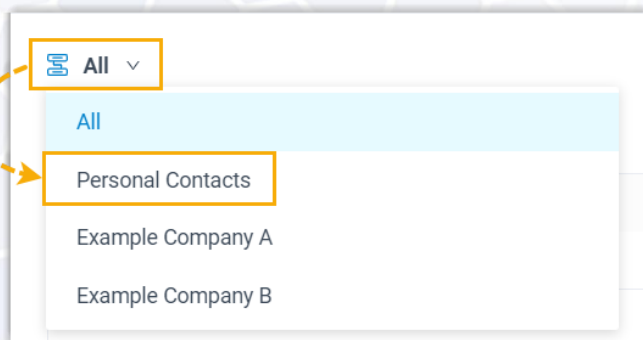 All
All
Personal Contacts
Example Company A
Example Company B